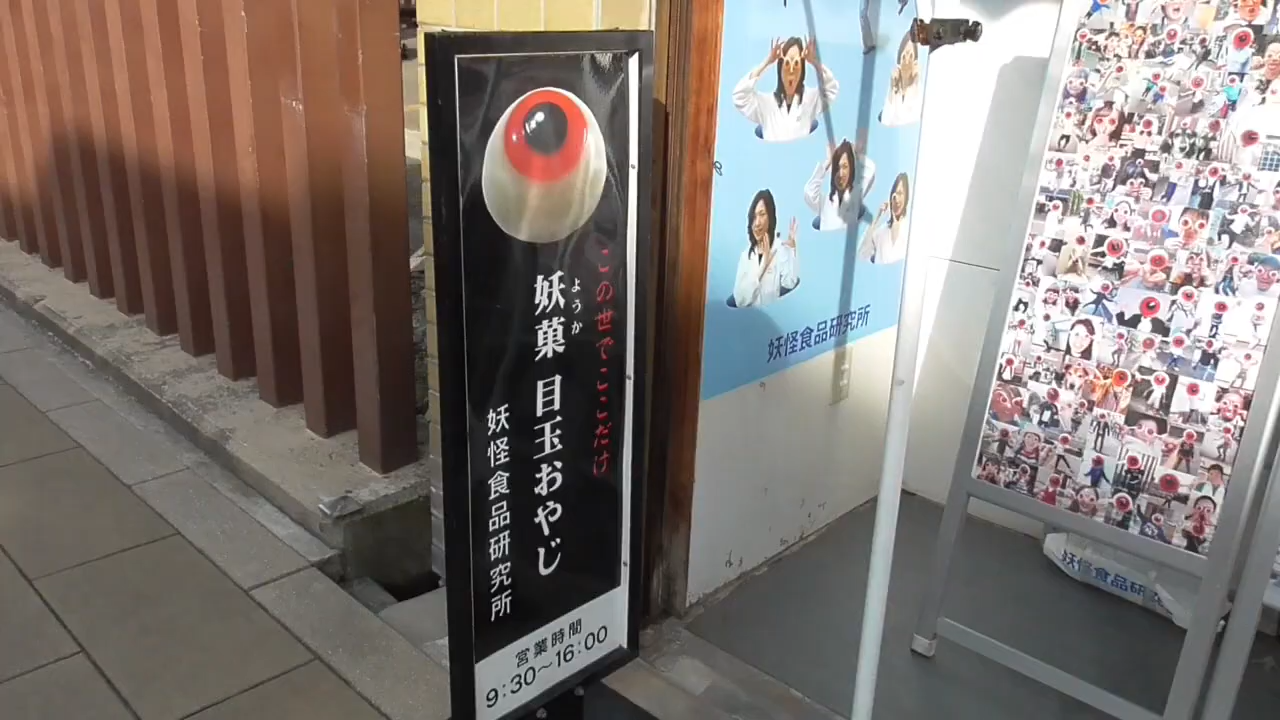 この世でここだけ
ようか
妖菓 目玉おやじ
妖怪食品研究所
営業時間
9:30～16:00
妖怪食品研究所
妖怪食品研